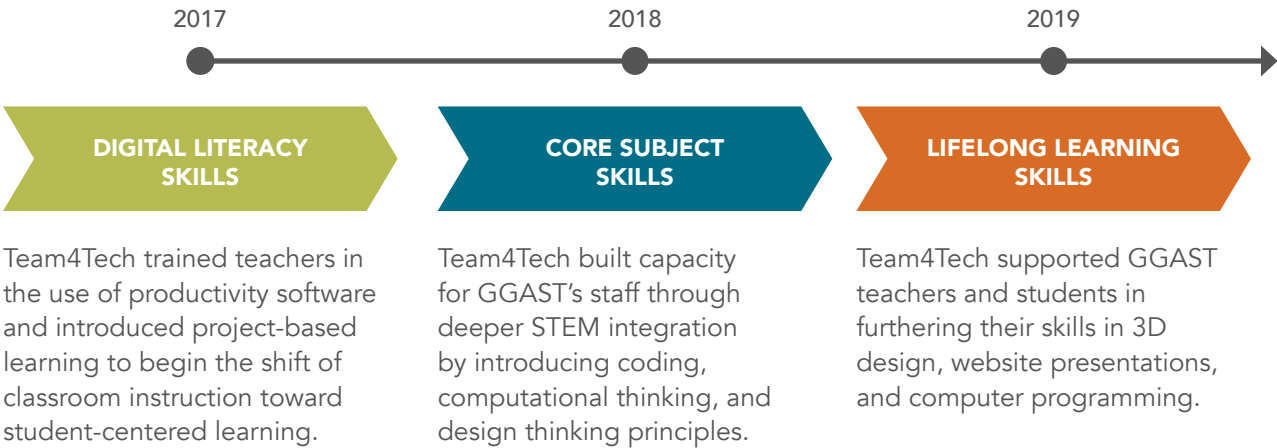 2017
2018
2019
DIGITAL LITERACY
SKILLS
CORE SUBJECT
SKILLS
LIFELONG LEARNING
SKILLS
Team4Tech trained teachers in
the use of productivity software
and introduced project-based
learning to begin the shift of
classroom instruction toward
student-centered learning.
Team4Tech built capacity
for GGAST’s staff through
deeper STEM integration
by introducing coding,
computational thinking, and
design thinking principles.
Team4Tech supported GGAST
teachers and students in
furthering their skills in 3D
design, website presentations,
and computer programming.